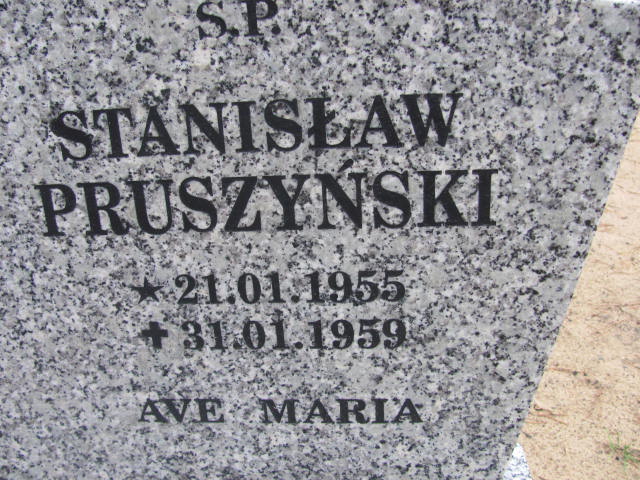 Ś.P.
STANISŁAW
PRUSZYŃSKI
★ 21.01.1955
✝ 31.01.1959
AVE MARIA